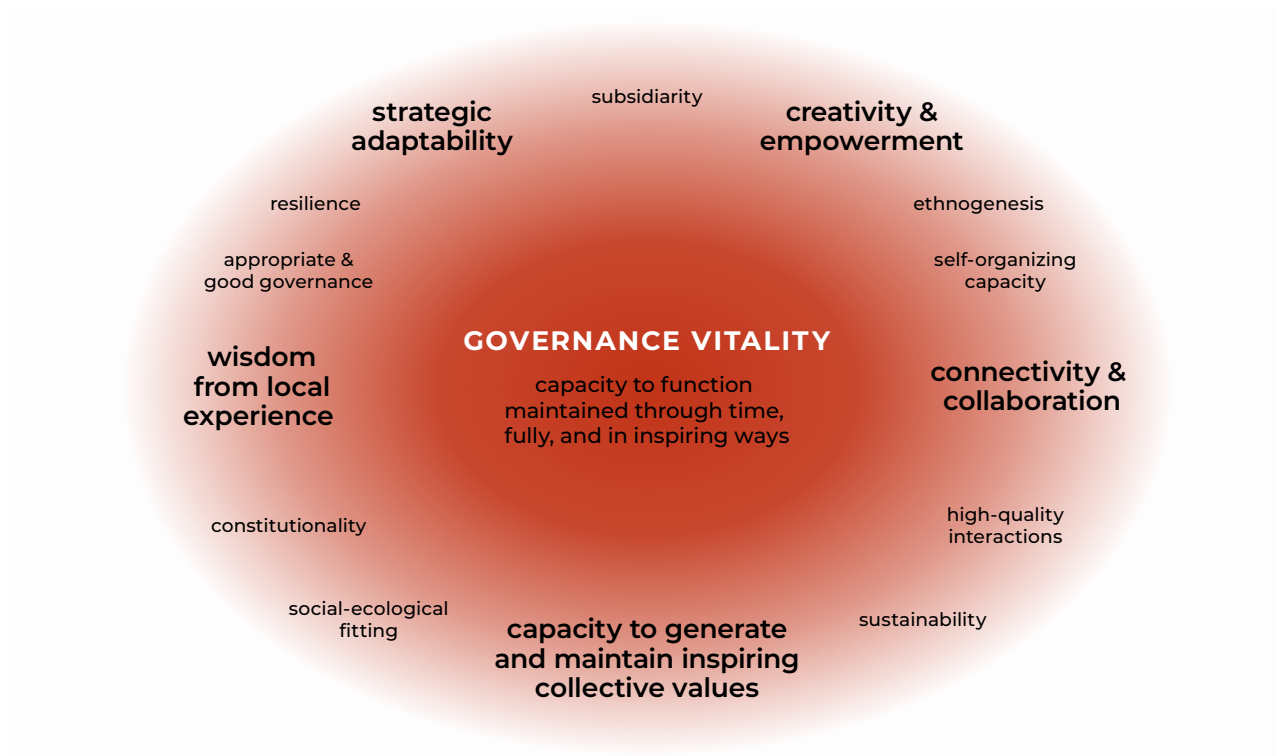 subsidiarity
strategic
adaptability
creativity &
empowerment
resilience
ethnogenesis
appropriate &
good governance
self-organizing
capacity
GOVERNANCE VITALITY
wisdom
from local
experience
capacity to function
maintained through time,
fully, and in inspiring ways
connectivity &
collaboration
constitutionality
high-quality
interactions
social-ecological
fitting
capacity to generate
and maintain inspiring
collective values
sustainability